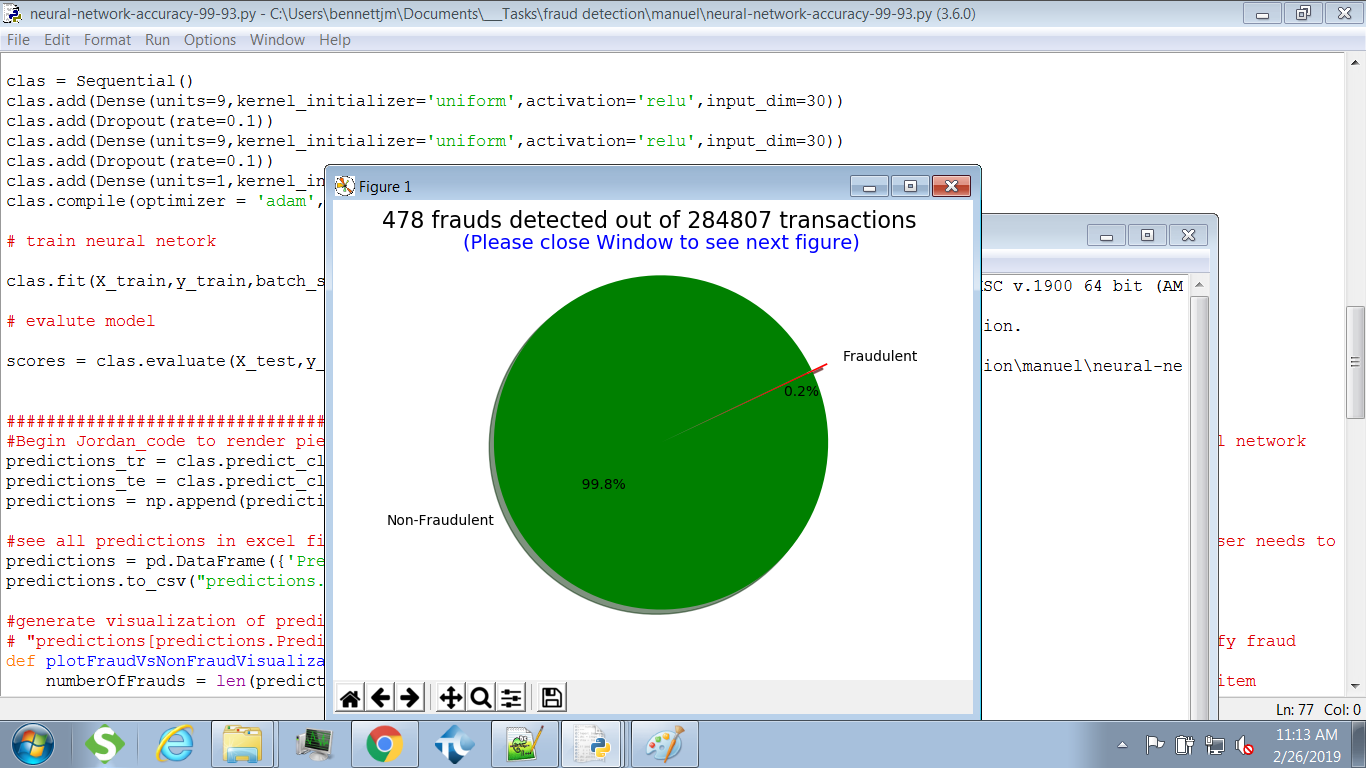 neural-network-accuracy-99-93.py - C:\Users\bennettjm\Documents\___Tasks\fraud detection\manuel\neural-network-accuracy-99-93.py (3.6.0)
File Edit Format Run Options Window Help
clas = Sequential()
clas.add(Dense(units=9,kernel_initializer='uniform',activation='relu',input_dim=30))
clas.add(Dropout(rate=0.1))
clas.add(Dense(units=9,kernel_initializer='uniform',activation='relu',input_dim=30))
clas.add(Dropout(rate=0.1))
clas.add(Dense(units=1,kernel_in
clas.compile(optimizer = 'adam',
# train neural netork
clas.fit(X_train,y_train,batch_s
# evalute model
scores = clas.evaluate(X_test,y_
################################
#Begin Jordan_code to render pie
l network
predictions_tr = clas.predict_cl
predictions_te = clas.predict_cl
predictions = np.append(predicti
#see all predictions in excel fi
ser needs to
predictions = pd.DataFrame({'Pre
predictions.to_csv("predictions.
#generate visualization of predi
# "predictions[predictions.Predi
fy fraud
def plotFraudVsNonFraudVisualiza
numberOfFrauds = len(predict
item
Figure 1
478 frauds detected out of 284807 transactions
(Please close Window to see next figure)
Fraudulent
0.2%
99.8%
Non-Fraudulent
SC v.1900 64 bit (AM
ion.
ion\manuel\neural-ne
Ln: 77 Col: 0
11:13 AM
2/26/2019